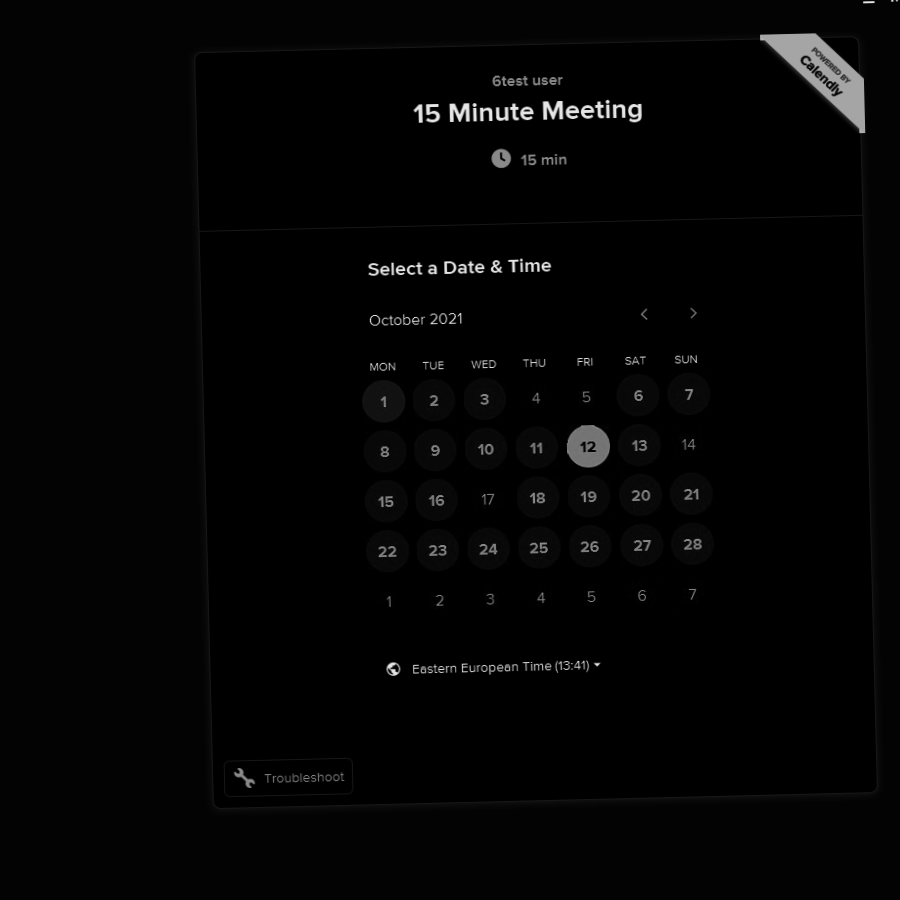 POWERED BY
Calendly
6test user
15 Minute Meeting
15 min
Select a Date & Time
October 2021
MON TUE WED THU FRI SAT SUN
1 2 3 4 5 6 7
8 9 10 11 12 13 14
15 16 17 18 19 20 21
22 23 24 25 26 27 28
1 2 3 4 5 6 7
Eastern European Time (13:41)
Troubleshoot